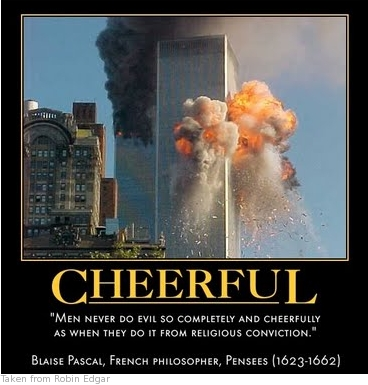 CHEERFUL
"MEN NEVER DO EVIL SO COMPLETELY AND CHEERFULLY
AS WHEN THEY DO IT FROM RELIGIOUS CONVICTION."
BLAISE PASCAL, FRENCH PHILOSOPHER, PENSEES (1623-1662)
Taken from Robin Edgar